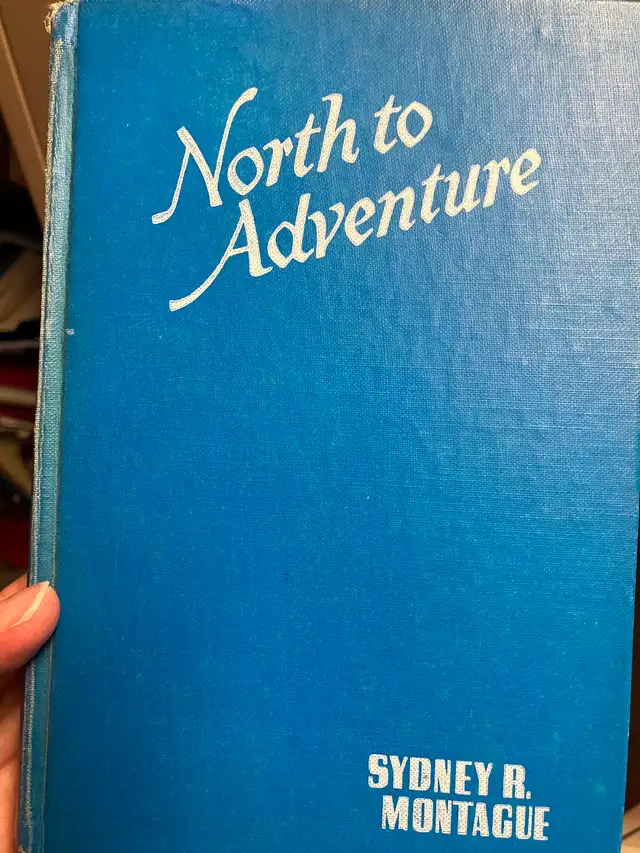 North to
Adventure
SYDNEY R.
MONTAGUE